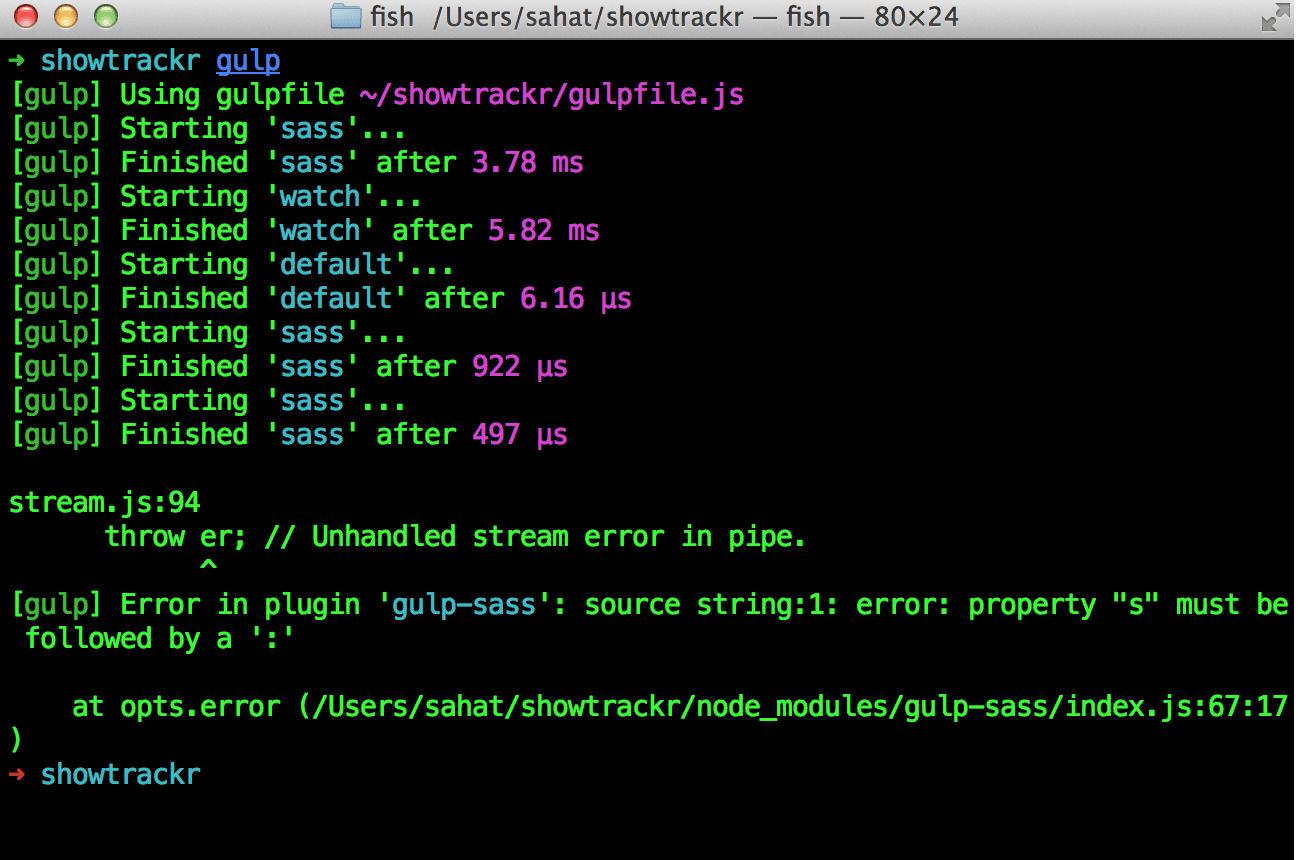 fish /Users/sahat/showtrackr — fish — 80×24
→ showtrackr gulp
[gulp] Using gulpfile ~/showtrackr/gulpfile.js
[gulp] Starting 'sass'...
[gulp] Finished 'sass' after 3.78 ms
[gulp] Starting 'watch'...
[gulp] Finished 'watch' after 5.82 ms
[gulp] Starting 'default'...
[gulp] Finished 'default' after 6.16 μs
[gulp] Starting 'sass'...
[gulp] Finished 'sass' after 922 μs
[gulp] Starting 'sass'...
[gulp] Finished 'sass' after 497 μs
stream.js:94
      throw er; // Unhandled stream error in pipe.
            ^
[gulp] Error in plugin 'gulp-sass': source string:1: error: property "s" must be
 followed by a ':'
    at opts.error (/Users/sahat/showtrackr/node_modules/gulp-sass/index.js:67:17
)
→ showtrackr